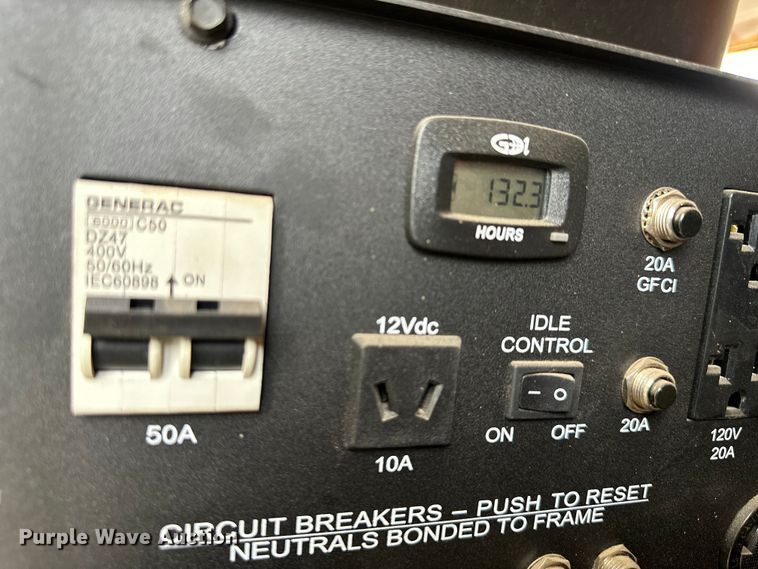 GENERAC
6000 C50
DZ47
400V
50/60Hz
IEC60898
ON
50A
132.3
HOURS
12Vdc
10A
IDLE
CONTROL
ON OFF
20A
GFCI
20A
120V
20A
CIRCUIT BREAKERS – PUSH TO RESET
NEUTRALS BONDED TO FRAME
Purple Wave Auction